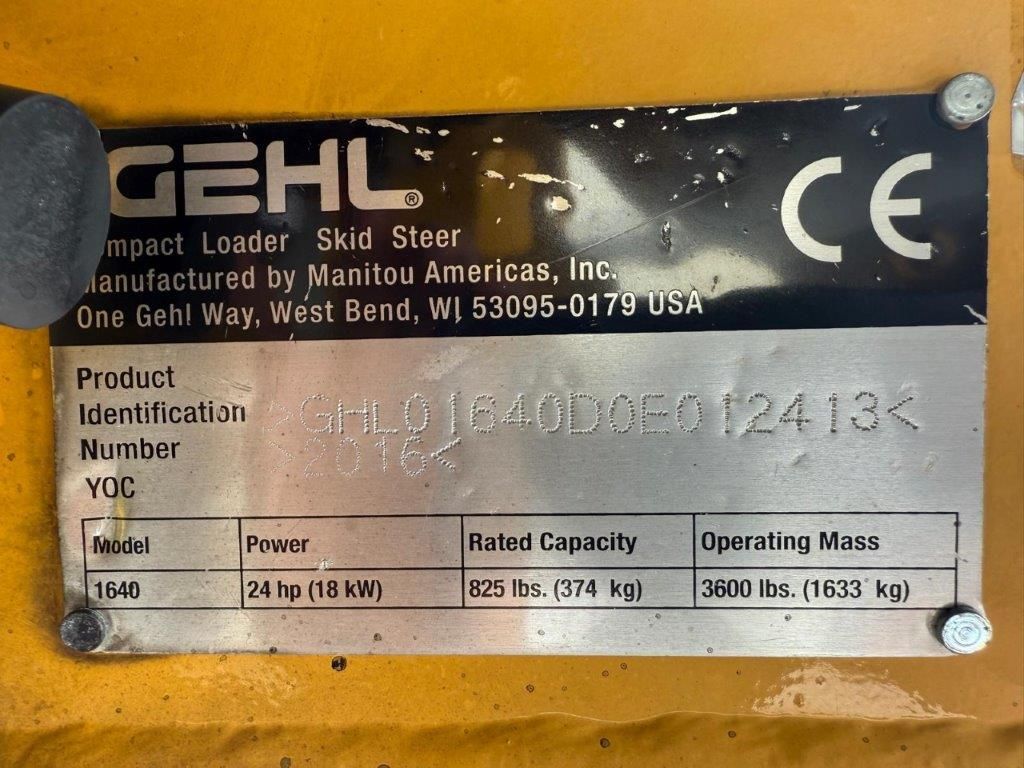 GEHL®
CE
ompact Loader Skid Steer
anufactured by Manitou Americas, Inc.
One Gehl Way, West Bend, WI 53095-0179 USA
Product
Identification >GHL01640D0E012413<
Number >2016<
YOC
Model Power Rated Capacity Operating Mass
1640 24 hp (18 kW) 825 lbs. (374 kg) 3600 lbs. (1633 kg)